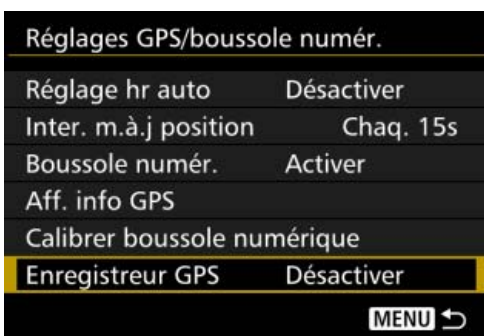 Réglages GPS/boussole numér.
Réglage hr auto Désactiver
Inter. m.à.j position Chaq. 15s
Boussole numér. Activer
Aff. info GPS
Calibrer boussole numérique
Enregistreur GPS Désactiver
MENU